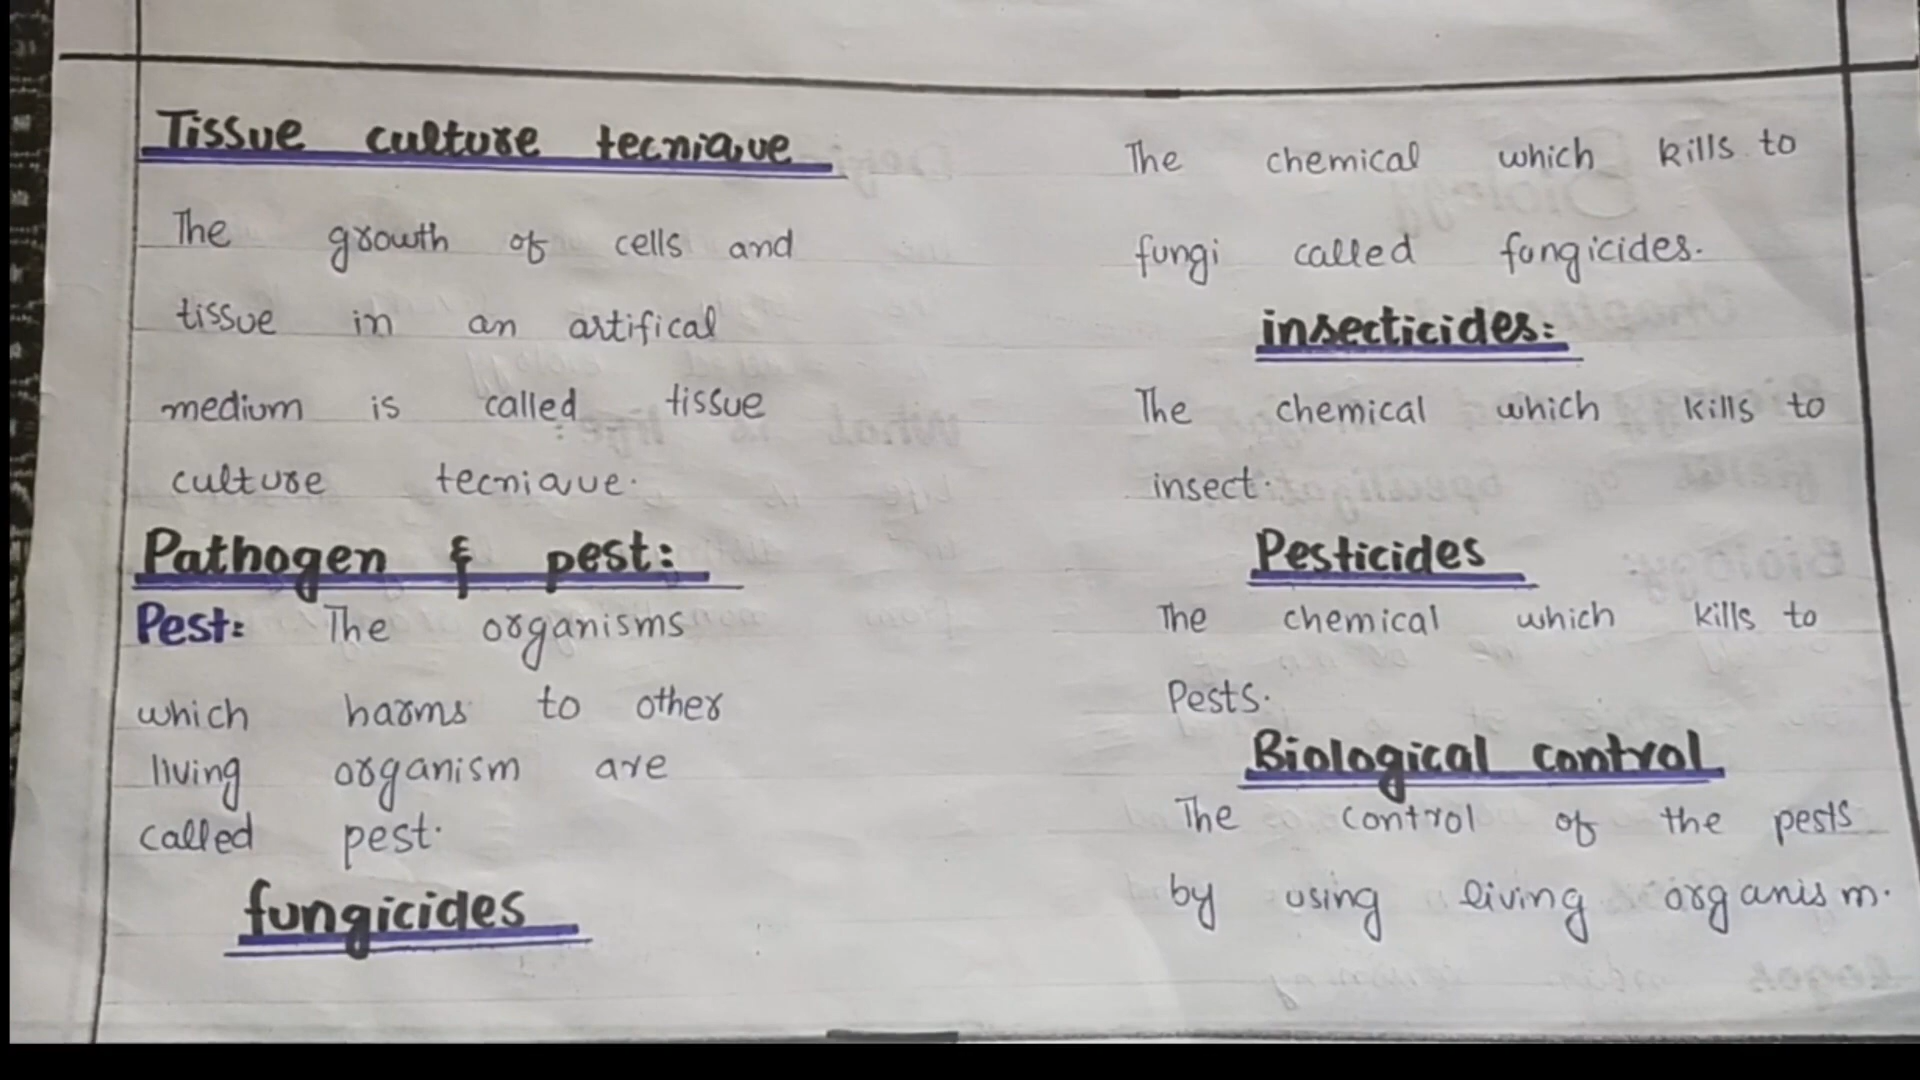 Tissue culture tecniqve
The growth of cells and
tissue in an artifical
medium is called tissue
culture tecniqve.
Pathogen & pest:
Pest: The organisms
which harms to other
living organism are
called pest.
fungicides
The chemical which kills to
fungi called fungicides.
insecticides:
The chemical which kills to
insect.
Pesticides
The chemical which kills to
Pests.
Biological control
The control of the pests
by using living organism.